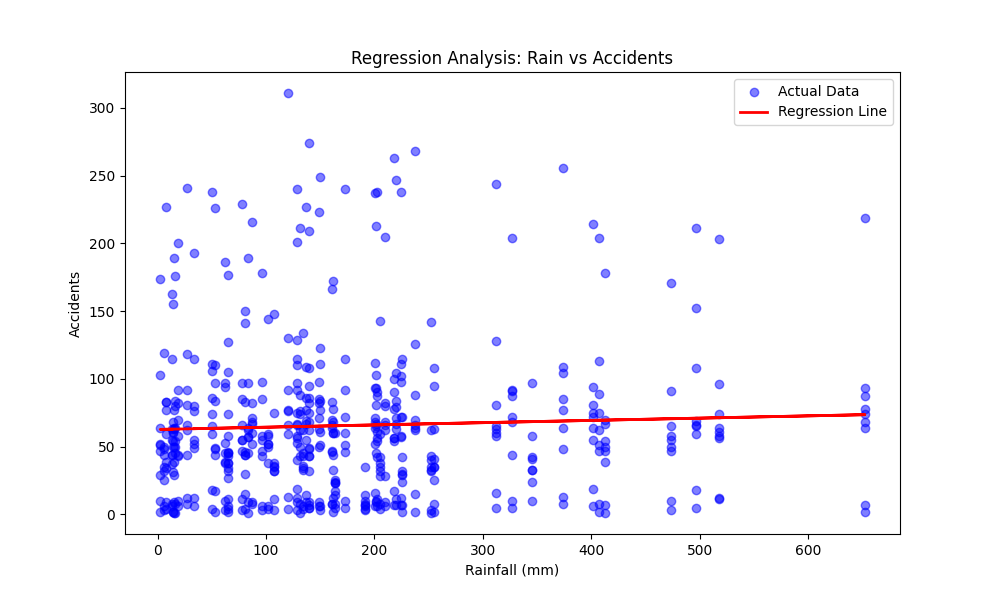 Regression Analysis: Rain vs Accidents
Actual Data
Regression Line
300
250
200
150
100
50
0
Accidents
0 100 200 300 400 500 600
Rainfall (mm)